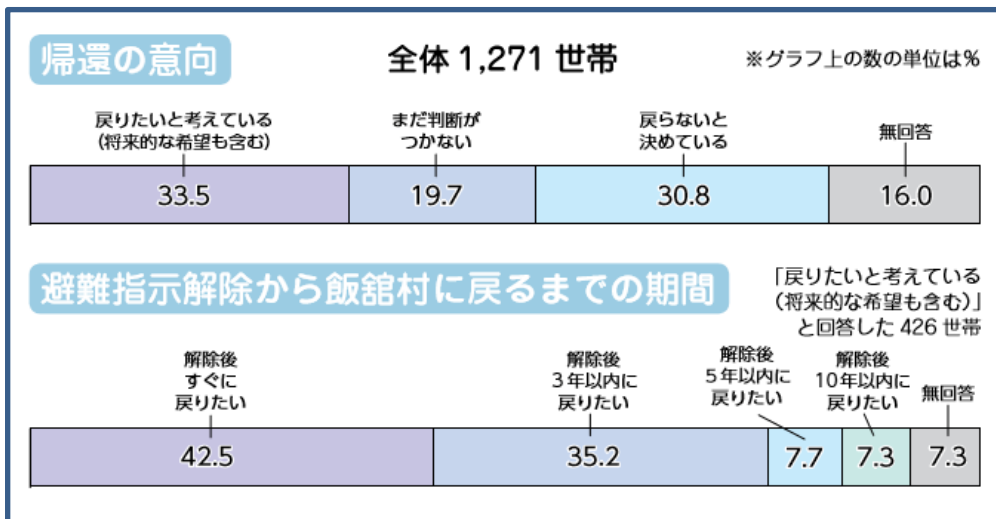 帰還の意向
全体 1,271 世帯
※グラフ上の数の単位は%
戻りたいと考えている
(将来的な希望も含む)
まだ判断が
つかない
戻らないと
決めている
無回答
33.5
19.7
30.8
16.0
避難指示解除から飯舘村に戻るまでの期間
「戻りたいと考えている
(将来的な希望も含む)」
と回答した 426 世帯
解除後
すぐに
戻りたい
解除後
3年以内に
戻りたい
解除後
5年以内に
戻りたい
解除後
10年以内に
戻りたい
無回答
42.5
35.2
7.7
7.3
7.3